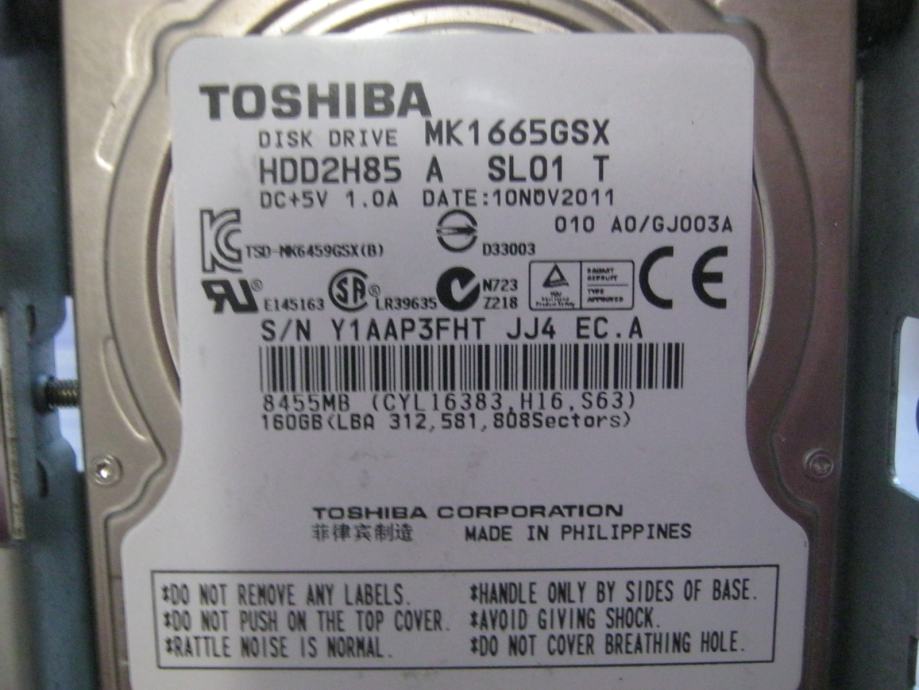 TOSHIBA
DISK DRIVE MK1665GSX
HDD2H85 A SL01 T
DC+5V 1.0A DATE:10NOV2011
010 A0/GJ003A
TSD-MK6459GSX(B) D33003
E145163 LR39635 N723
Z218
TYPE
APPROVED
CE
S/N Y1AAP3FHT JJ4 EC.A
8455MB (CYL16383,H16,S63)
160GB(LBA 312,581,808Sectors)
TOSHIBA CORPORATION
菲律宾制造 MADE IN PHILIPPINES
*DO NOT REMOVE ANY LABELS. *HANDLE ONLY BY SIDES OF BASE.
*DO NOT PUSH ON THE TOP COVER. *AVOID GIVING SHOCK.
*RATTLE NOISE IS NORMAL. *DO NOT COVER BREATHING HOLE.